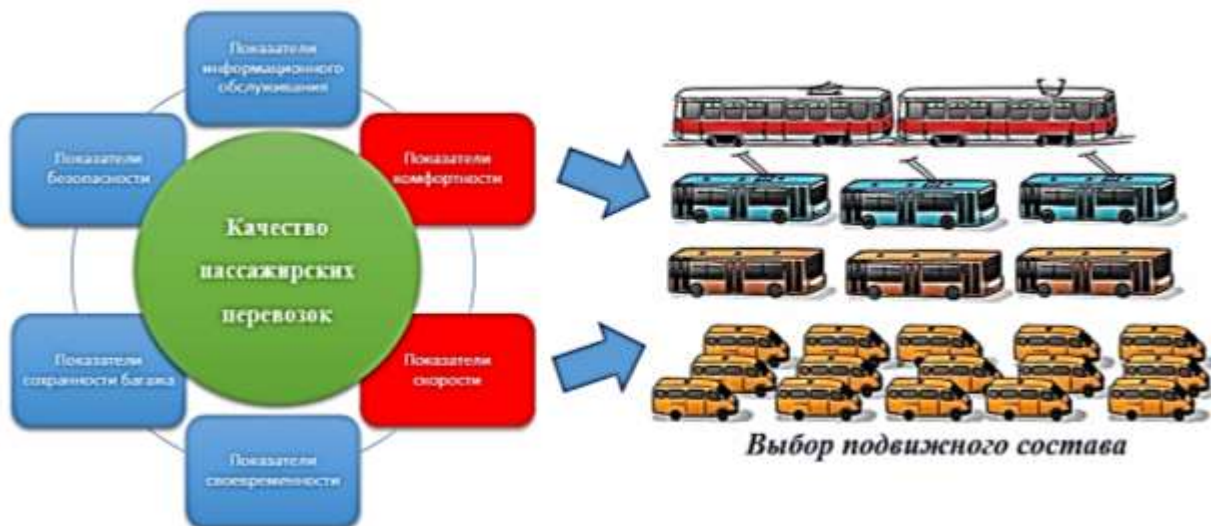 Показатели
информационного
обслуживания
Показатели
безопасности
Показатели
комфортности
Качество
пассажирских
перевозок
Показатели
сохранности багажа
Показатели
скорости
Показатели
своевременности
Выбор подвижного состава